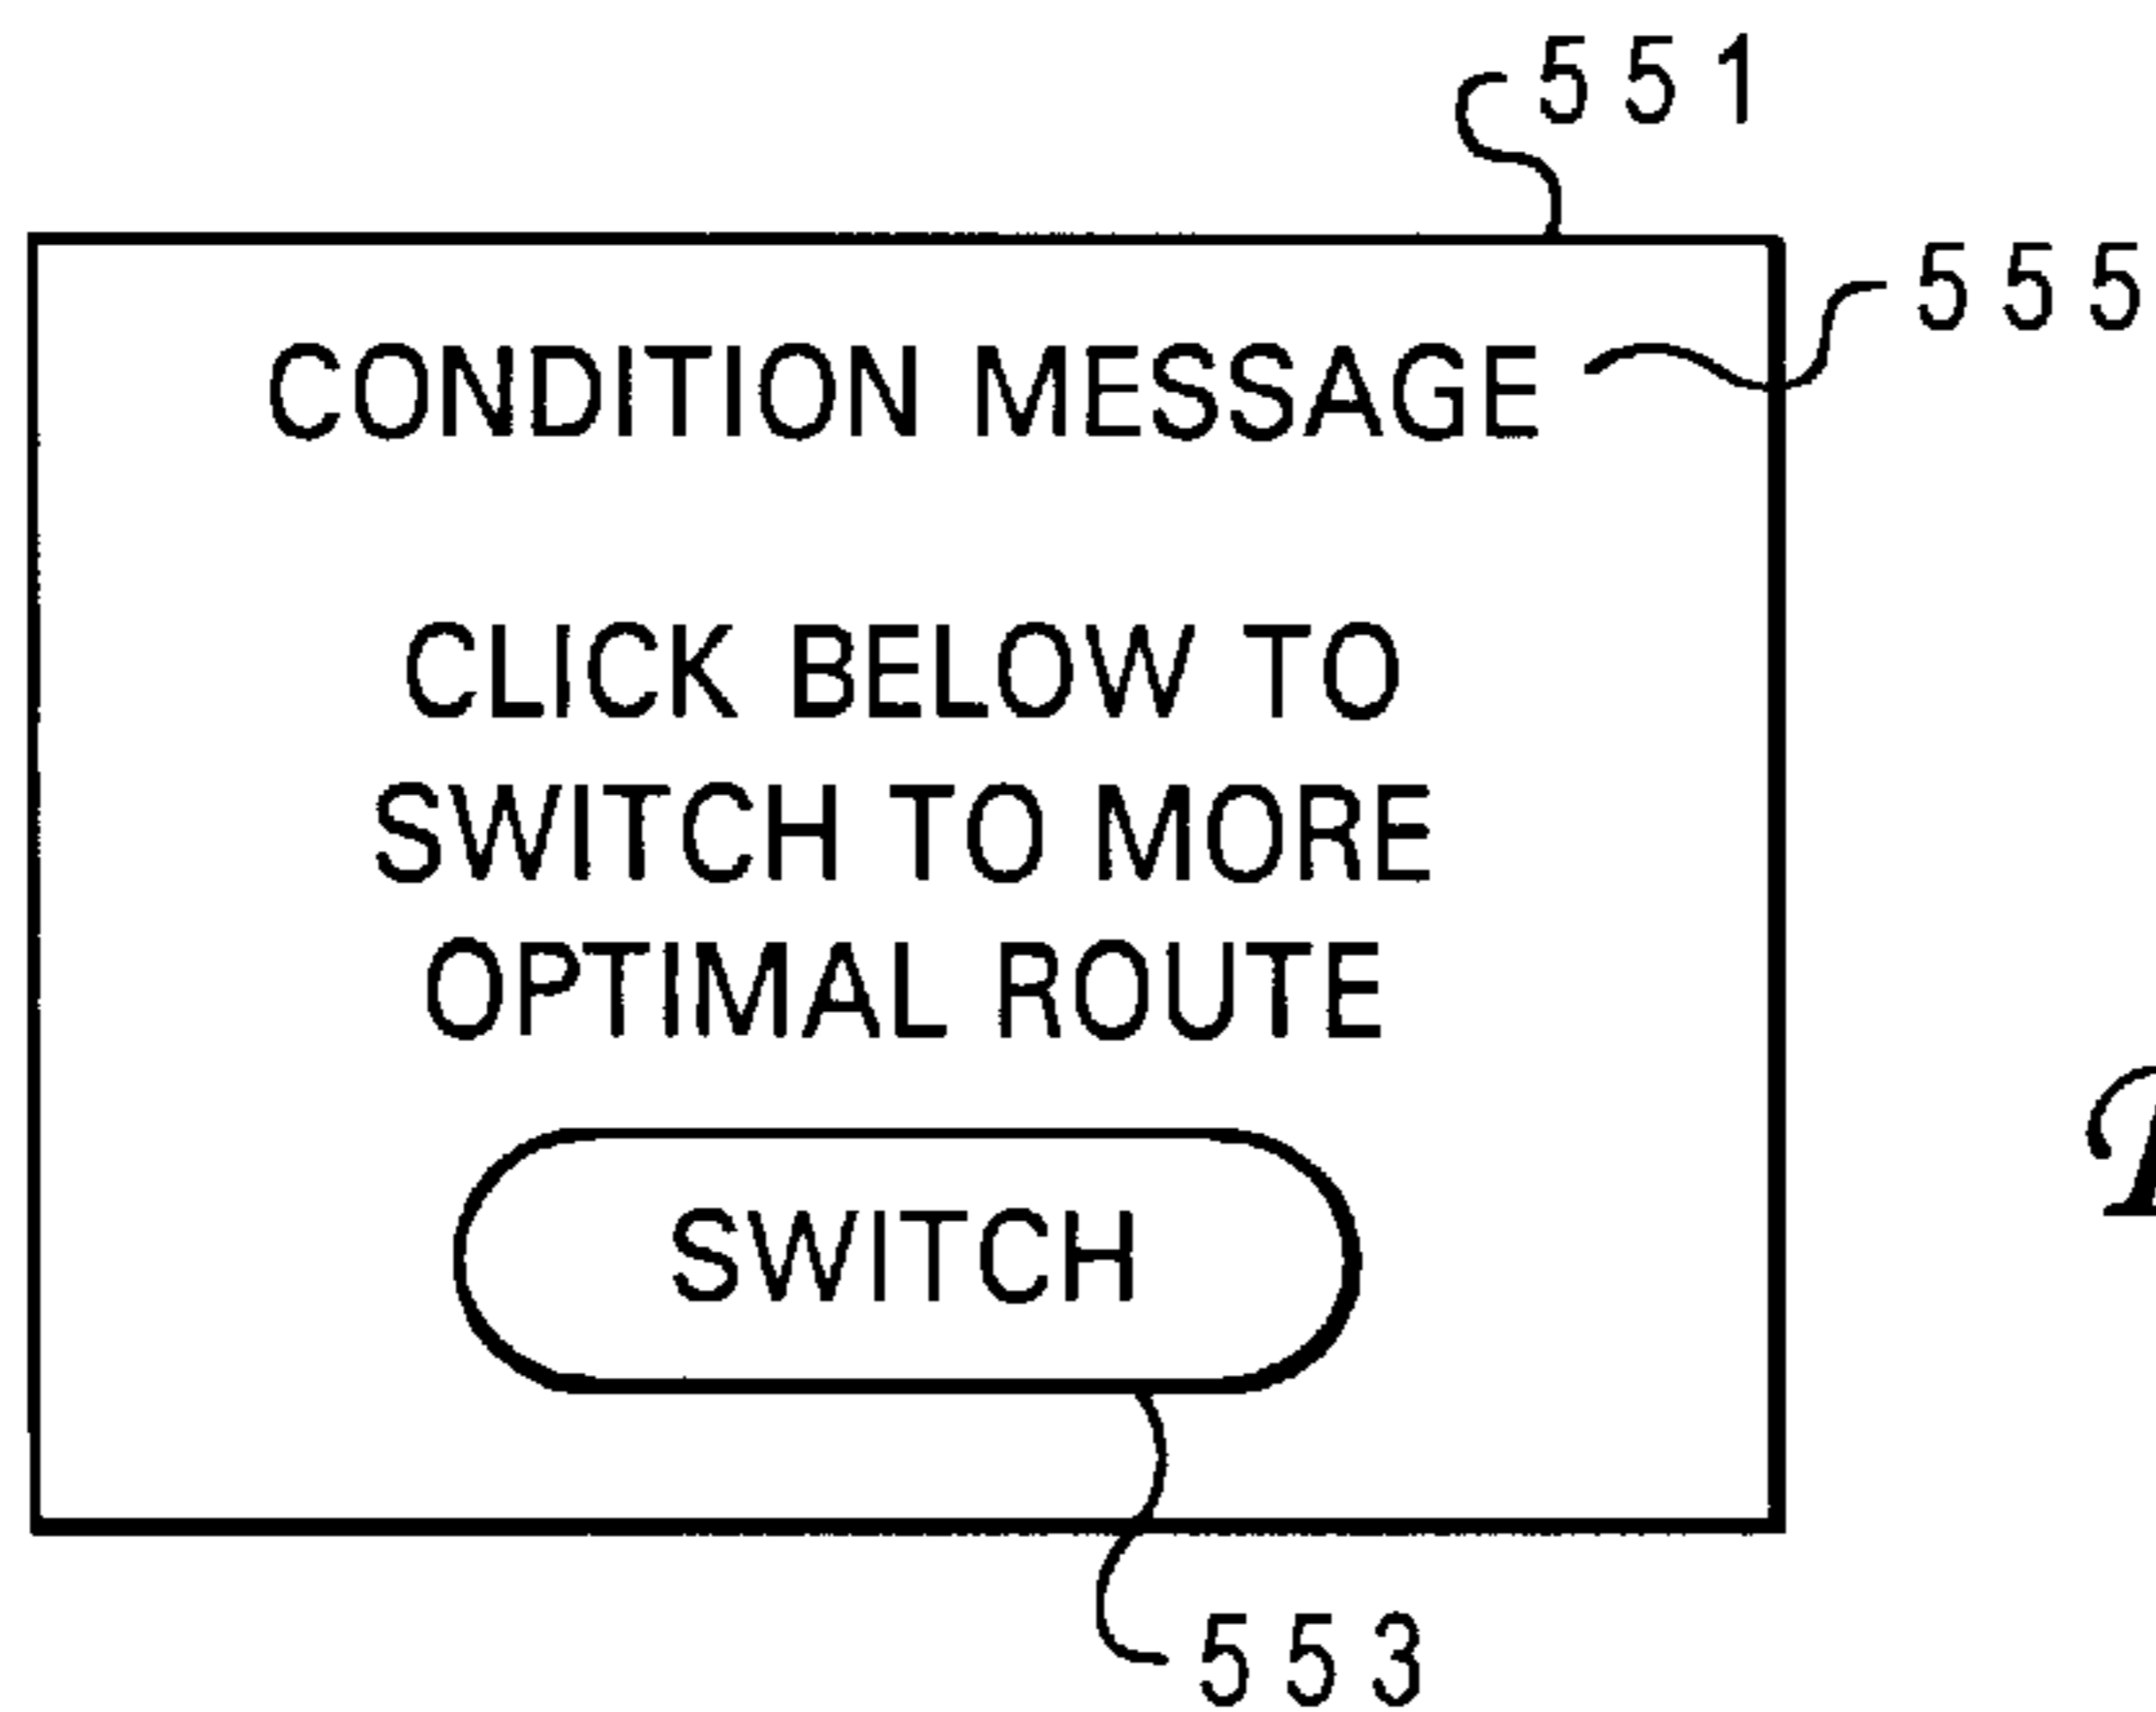 551
555
CONDITION MESSAGE
CLICK BELOW TO
SWITCH TO MORE
OPTIMAL ROUTE
SWITCH
553